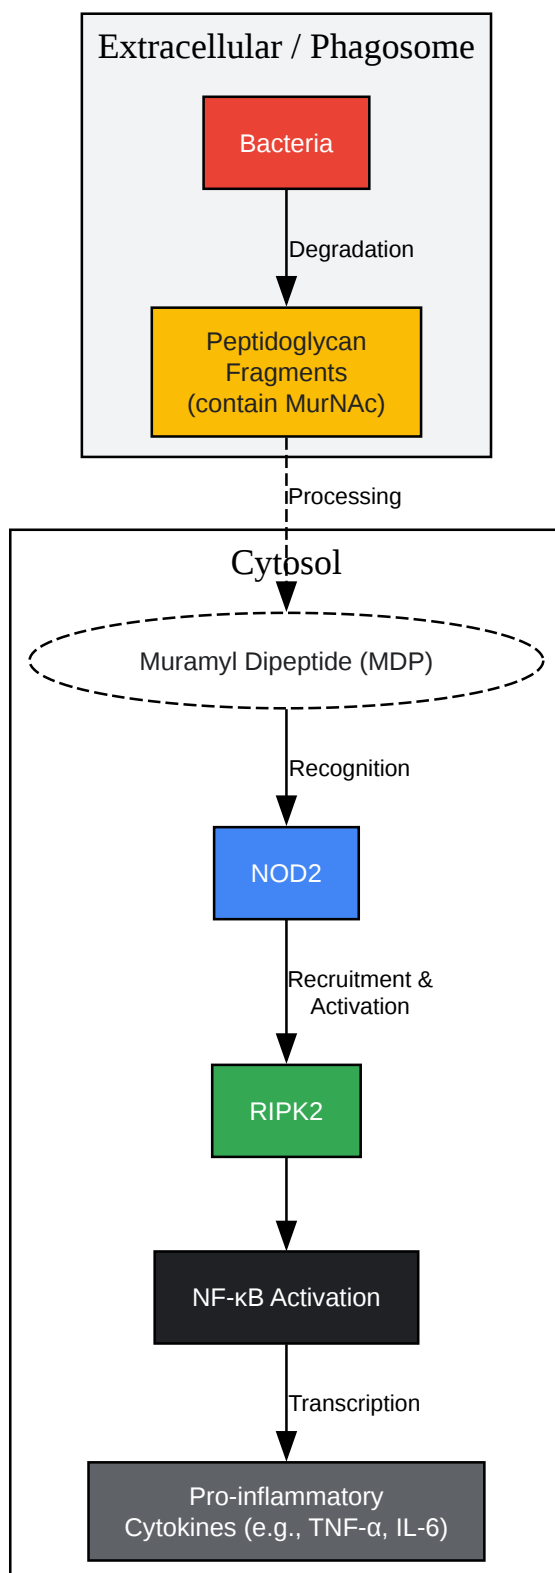 Extracellular / Phagosome
Bacteria
Degradation
Peptidoglycan
Fragments
(contain MurNAc)
Processing
Cytosol
Muramyl Dipeptide (MDP)
Recognition
NOD2
Recruitment &
Activation
RIPK2
NF-κB Activation
Transcription
Pro-inflammatory
Cytokines (e.g., TNF-α, IL-6)